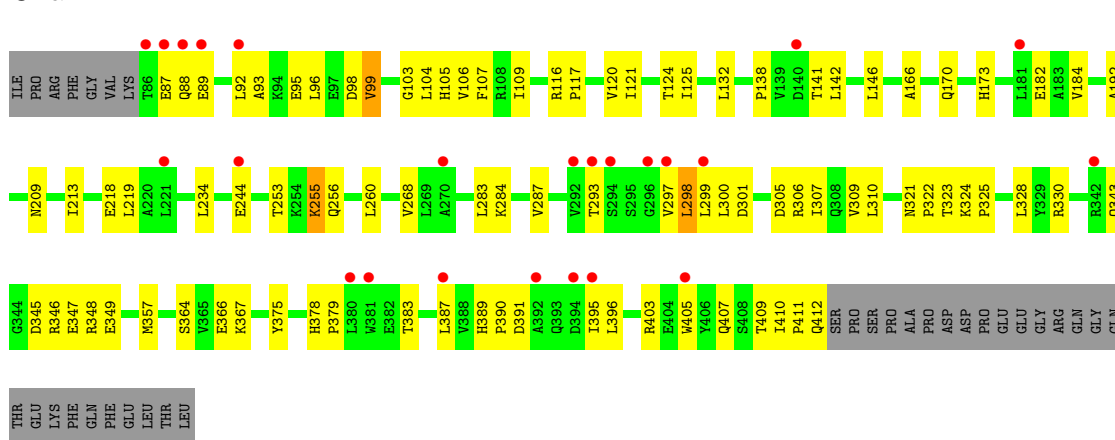 ILE PRO ARG PHE GLY VAL LYS T86 E87 Q88 E89 L92 A93 K94 E95 L96 E97 D98 V99 G103 L104 H105 V106 F107 R108 I109 R116 P117 V120 I121 T124 I125 L132 P138 V139 D140 T141 L142 L146 A166 Q170 H173 L181 E182 A183 V184
N209 I213 E218 L219 A220 L221 L234 E244 T253 K254 K255 Q256 L260 V268 L269 A270 L283 K284 V287 V292 T293 S294 S295 G296 V297 L298 L299 L300 D301 D305 R306 I307 Q308 V309 L310 N321 P322 T323 K324 P325 L328 Y329 R330 R342
G344 D345 R346 E347 R348 E349 M357 S364 V365 E366 K367 Y375 H378 P379 L380 W381 E382 T383 L387 V388 H389 P390 D391 A392 Q393 D394 I395 L396 R403 E404 W405 Y406 Q407 S408 T409 I410 P411 Q412 SER PRO SER PRO ALA PRO ASP ASP PRO GLU GLU GLY ARG GLN GLY
THR GLU LYS PHE GLN PHE GLU LEU THR LEU